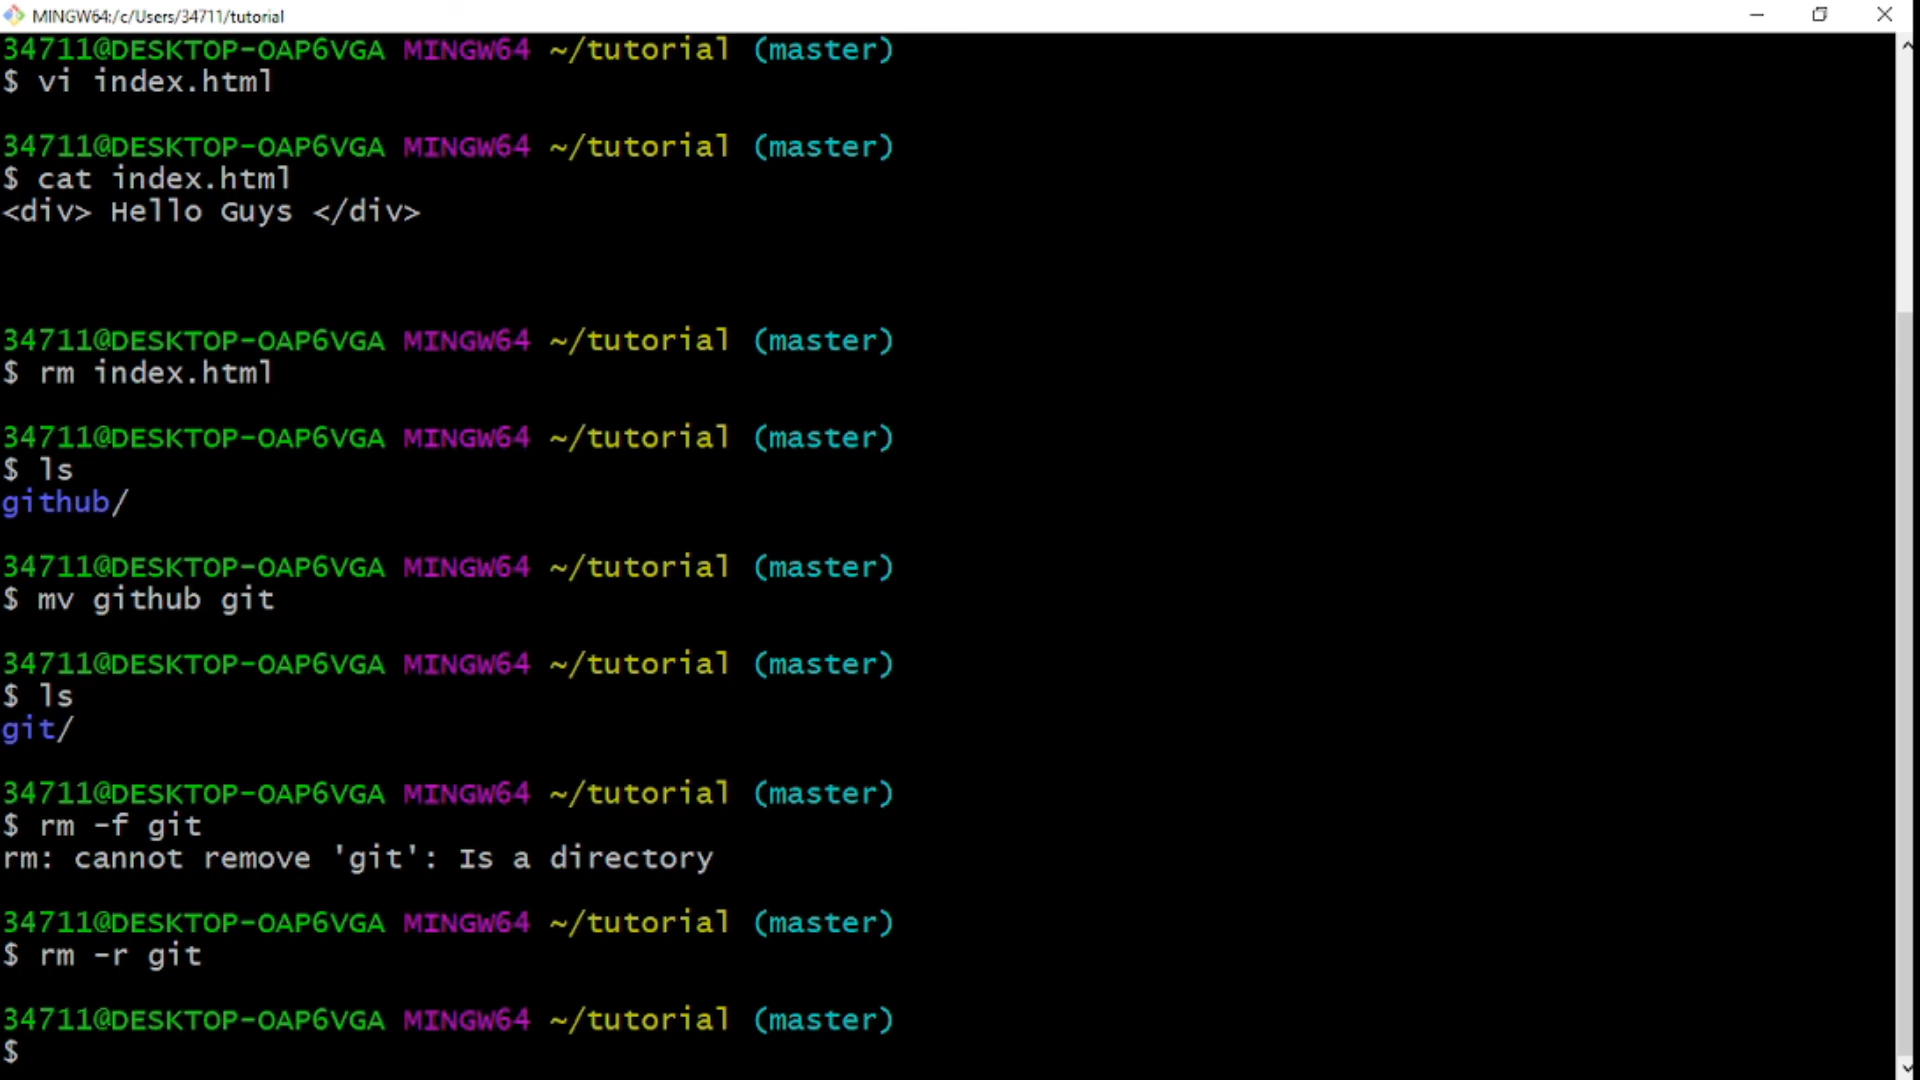 MINGW64:/c/Users/34711/tutorial
34711@DESKTOP-OAP6VGA MINGW64 ~/tutorial (master)
$ vi index.html
34711@DESKTOP-OAP6VGA MINGW64 ~/tutorial (master)
$ cat index.html
<div> Hello Guys </div>
34711@DESKTOP-OAP6VGA MINGW64 ~/tutorial (master)
$ rm index.html
34711@DESKTOP-OAP6VGA MINGW64 ~/tutorial (master)
$ ls
github/
34711@DESKTOP-OAP6VGA MINGW64 ~/tutorial (master)
$ mv github git
34711@DESKTOP-OAP6VGA MINGW64 ~/tutorial (master)
$ ls
git/
34711@DESKTOP-OAP6VGA MINGW64 ~/tutorial (master)
$ rm -f git
rm: cannot remove 'git': Is a directory
34711@DESKTOP-OAP6VGA MINGW64 ~/tutorial (master)
$ rm -r git
34711@DESKTOP-OAP6VGA MINGW64 ~/tutorial (master)
$